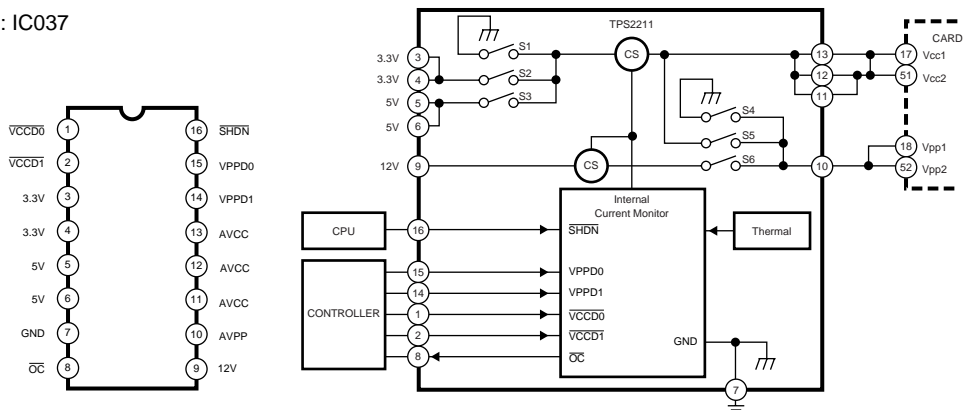 : IC037
VCCD0 1
VCCD1 2
3.3V 3
3.3V 4
5V 5
5V 6
GND 7
OC 8
16 SHDN
15 VPPD0
14 VPPD1
13 AVCC
12 AVCC
11 AVCC
10 AVPP
9 12V
TPS2211
3.3V 3
3.3V 4
5V 5
5V 6
12V 9
S1
S2
S3
CS
CS
S4
S5
S6
13
12
11
10
CARD
17 Vcc1
51 Vcc2
18 Vpp1
52 Vpp2
Internal
Current Monitor
CPU
16
SHDN
Thermal
CONTROLLER
15
14
1
2
8
VPPD0
VPPD1
VCCD0
VCCD1
OC
GND
7